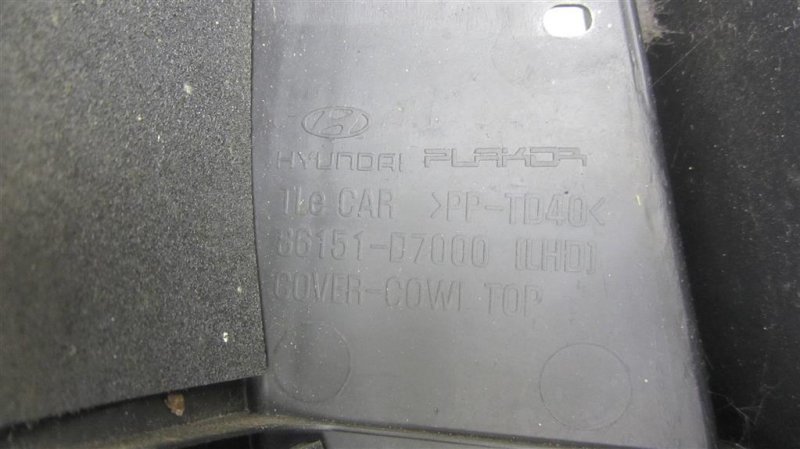 HYUNDAI PLAKOR
TLe CAR >PP-TD40<
86151-D7000 [LHD]
COVER-COWL TOP